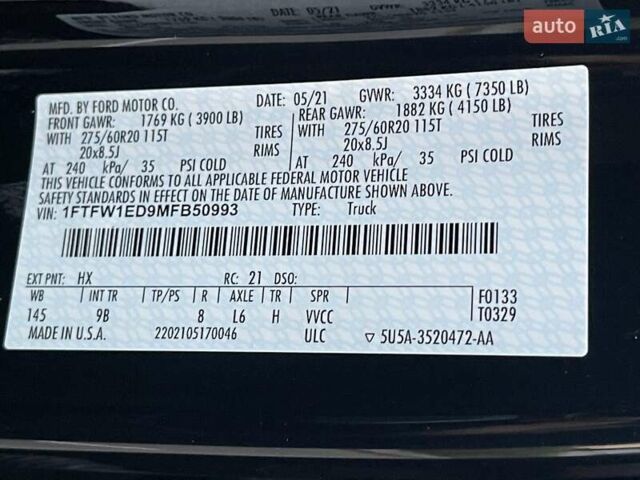 auto RIA.com
MFD. BY FORD MOTOR CO.
DATE: 05/21 GVWR: 3334 KG ( 7350 LB)
FRONT GAWR: 1769 KG ( 3900 LB)
REAR GAWR: 1882 KG ( 4150 LB)
WITH 275/60R20 115T TIRES
WITH 275/60R20 115T TIRES
20x8.5J RIMS
20x8.5J RIMS
AT 240 kPa/ 35 PSI COLD
AT 240 kPa/ 35 PSI COLD
THIS VEHICLE CONFORMS TO ALL APPLICABLE FEDERAL MOTOR VEHICLE
SAFETY STANDARDS IN EFFECT ON THE DATE OF MANUFACTURE SHOWN ABOVE.
VIN: 1FTFW1ED9MFB50993 TYPE: Truck
EXT PNT: HX RC: 21 DSO:
WB INT TR TP/PS R AXLE TR SPR F0133
145 9B 8 L6 H VVCC T0329
MADE IN U.S.A. 2202105170046 ULC ▽ 5U5A-3520472-AA